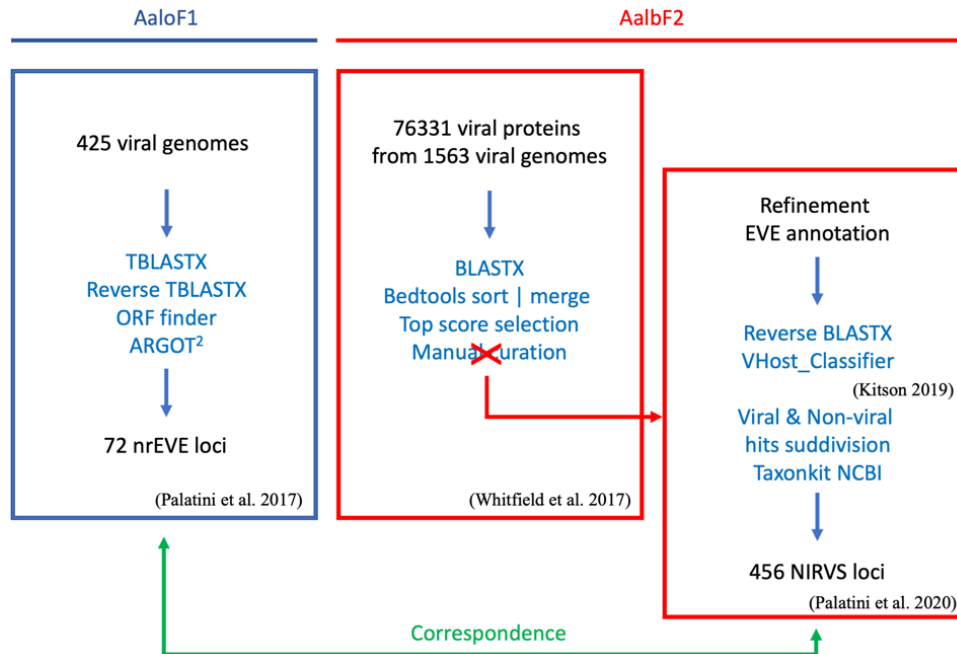 AaloF1
AalbF2
425 viral genomes
TBLASTX
Reverse TBLASTX
ORF finder
ARGOT²
72 nrEVE loci
(Palatini et al. 2017)
76331 viral proteins
from 1563 viral genomes
BLASTX
Bedtools sort | merge
Top score selection
Manual curation
(Whitfield et al. 2017)
Refinement
EVE annotation
Reverse BLASTX
VHost_Classifier
(Kitson 2019)
Viral & Non-viral
hits suddivision
Taxonkit NCBI
456 NIRVS loci
(Palatini et al. 2020)
Correspondence